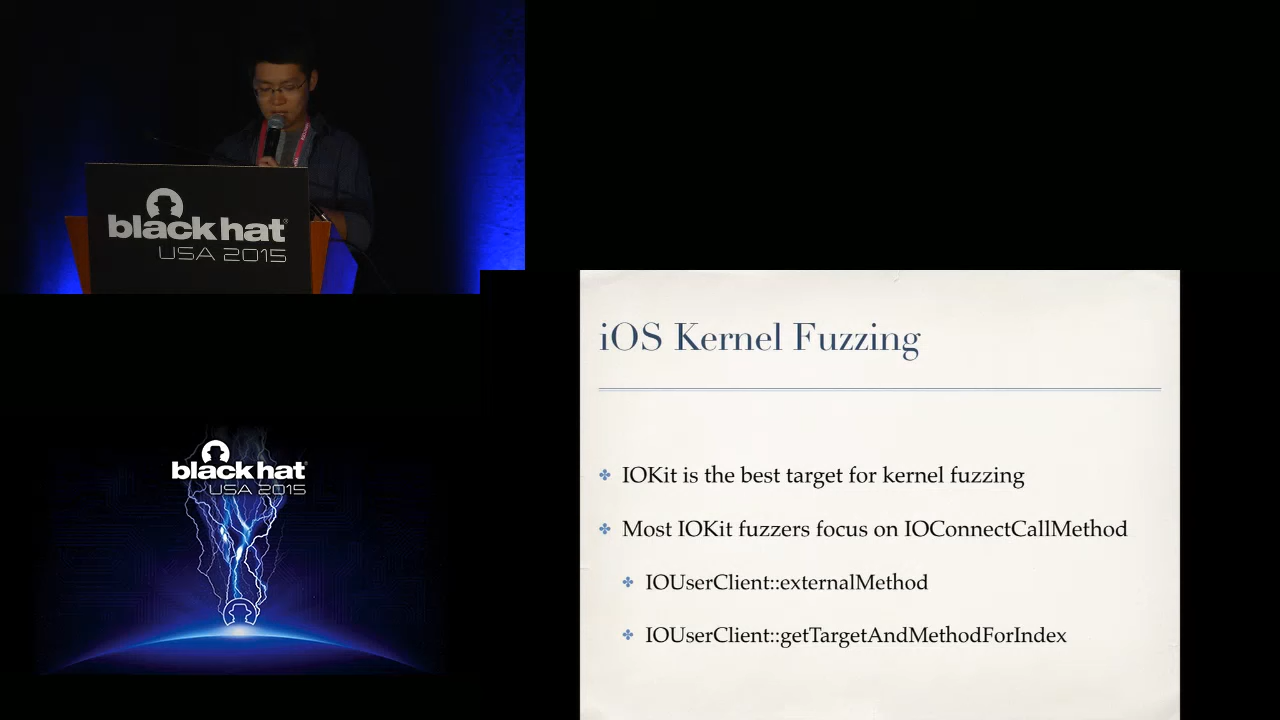 black hat
USA 2015
black hat
USA 2015
iOS Kernel Fuzzing
IOKit is the best target for kernel fuzzing
Most IOKit fuzzers focus on IOConnectCallMethod
IOUserClient::externalMethod
IOUserClient::getTargetAndMethodForIndex